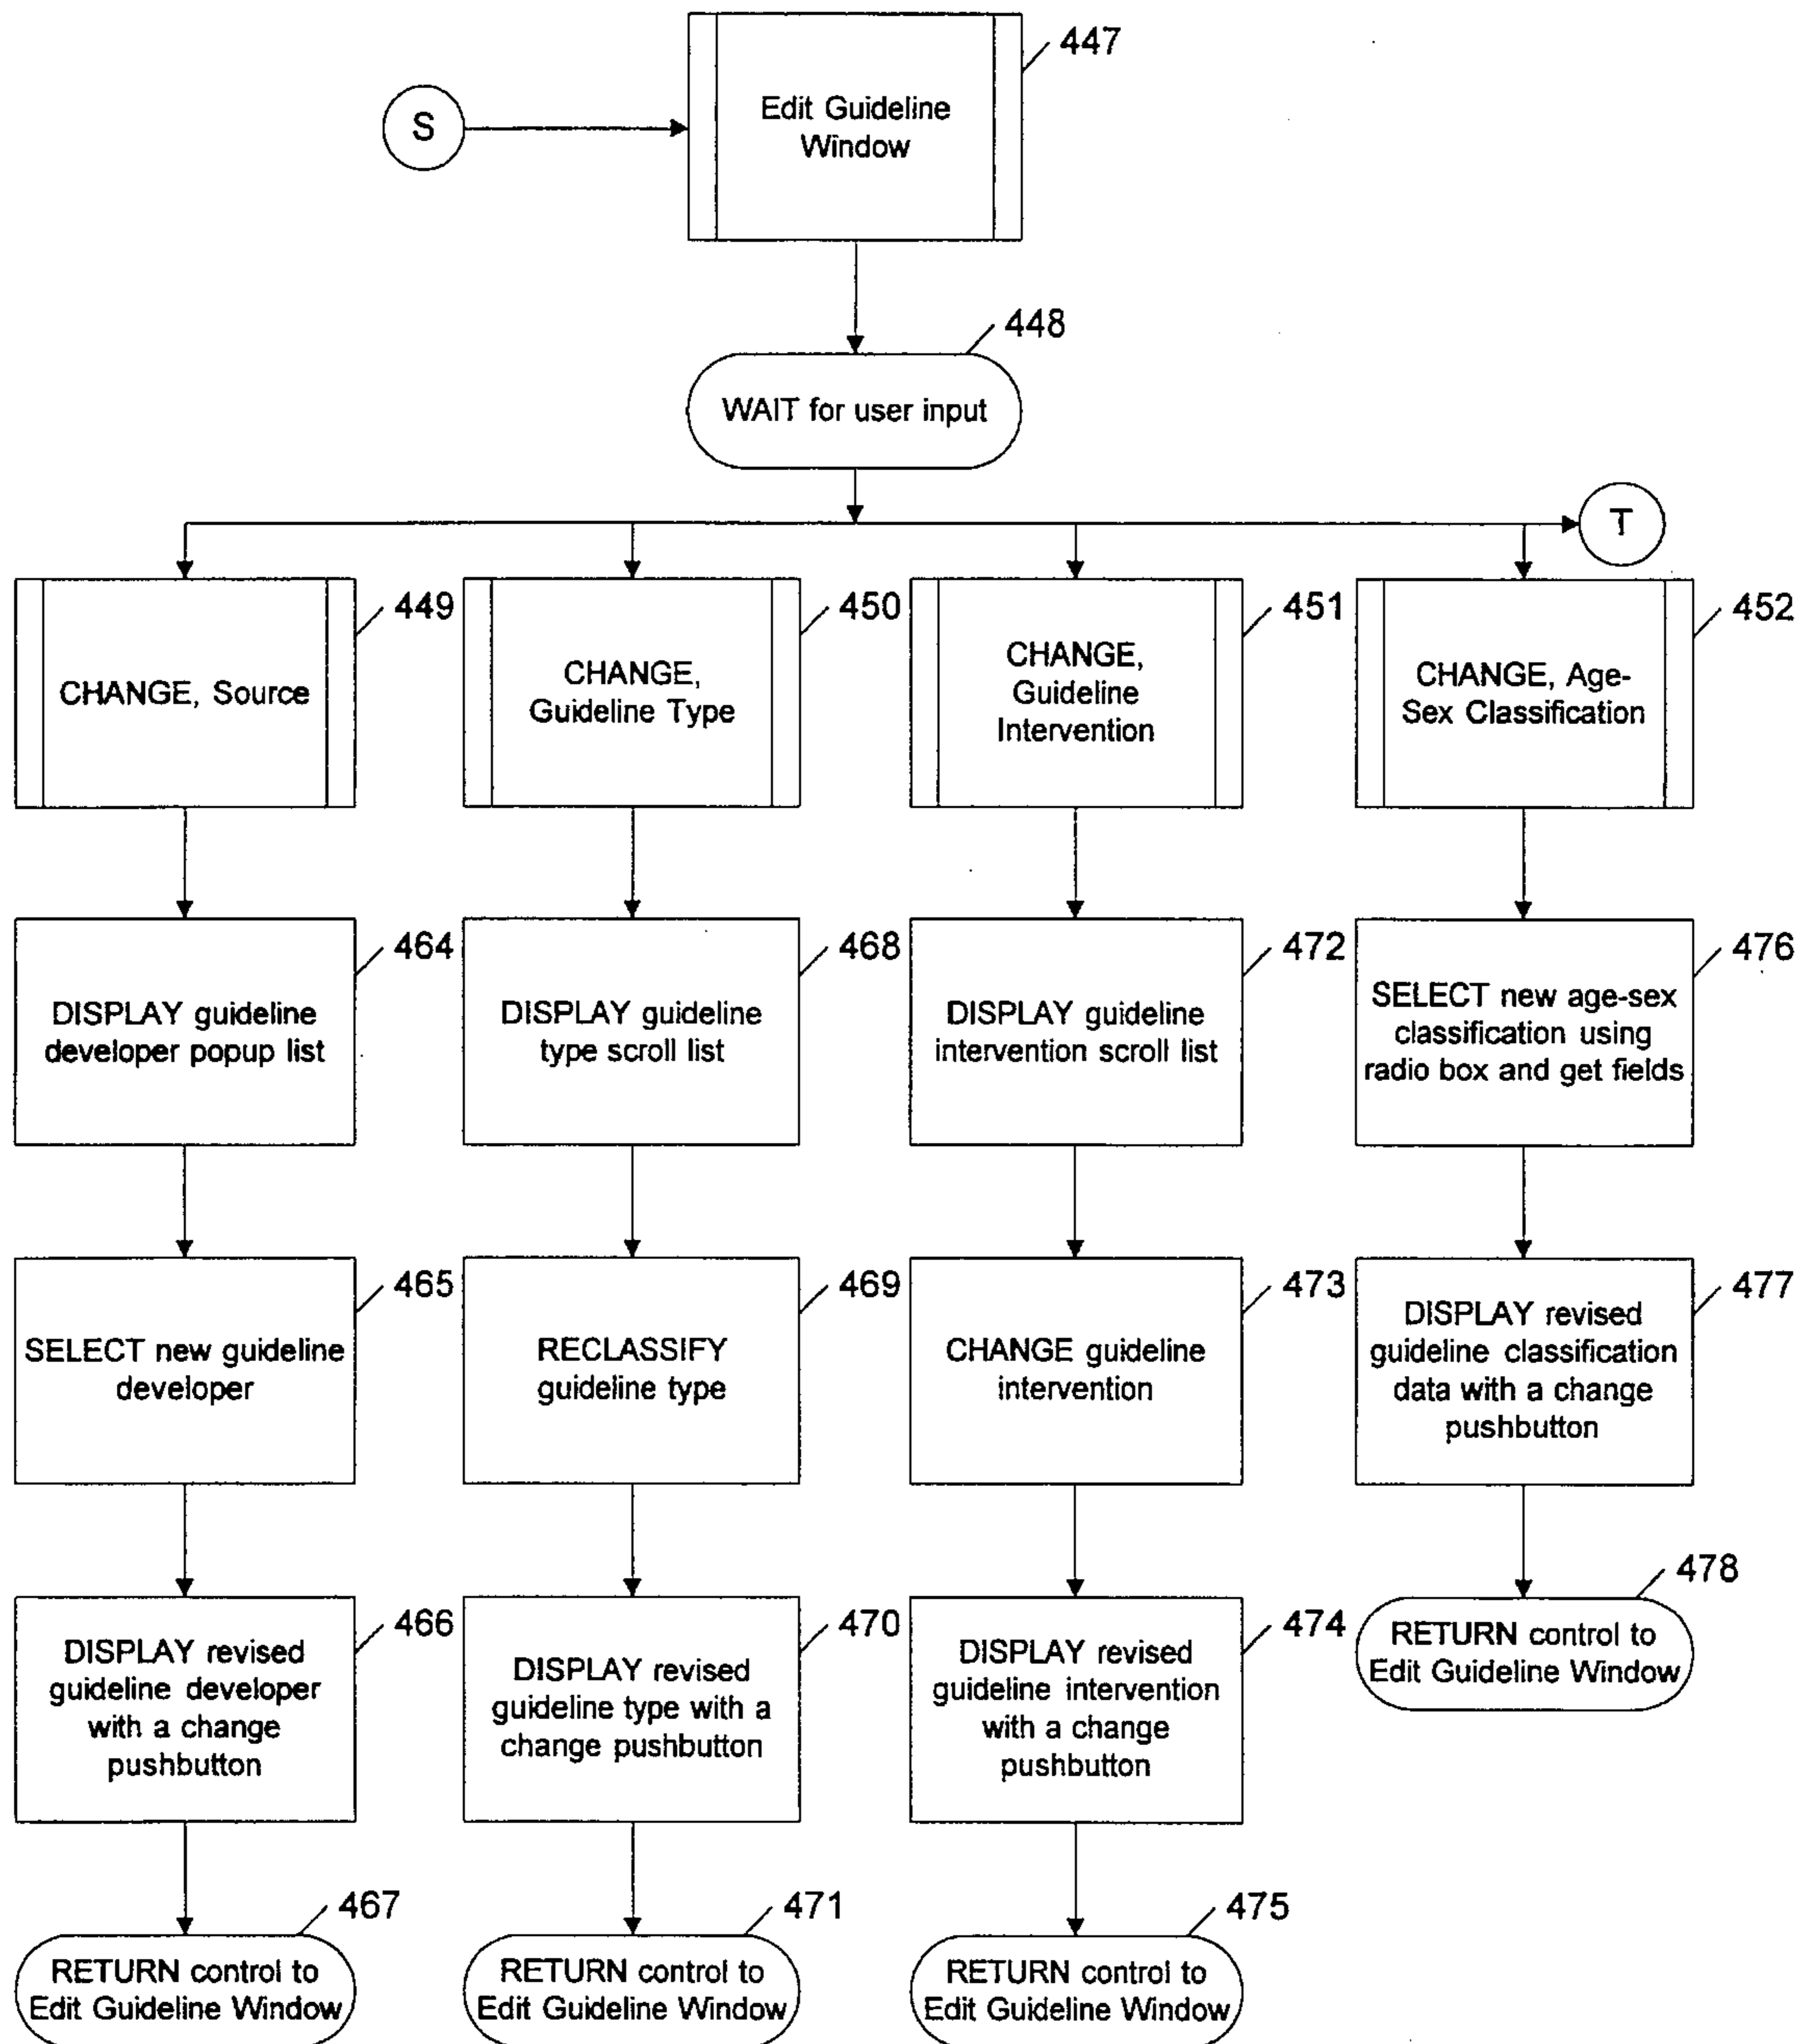 447
S
Edit Guideline
Window
448
WAIT for user input
T
449
CHANGE, Source
450
CHANGE,
Guideline Type
451
CHANGE,
Guideline
Intervention
452
CHANGE, Age-
Sex Classification
464
DISPLAY guideline
developer popup list
468
DISPLAY guideline
type scroll list
472
DISPLAY guideline
intervention scroll list
476
SELECT new age-sex
classification using
radio box and get fields
465
SELECT new guideline
developer
469
RECLASSIFY
guideline type
473
CHANGE guideline
intervention
477
DISPLAY revised
guideline classification
data with a change
pushbutton
466
DISPLAY revised
guideline developer
with a change
pushbutton
470
DISPLAY revised
guideline type with a
change pushbutton
474
DISPLAY revised
guideline intervention
with a change
pushbutton
478
RETURN control to
Edit Guideline Window
467
RETURN control to
Edit Guideline Window
471
RETURN control to
Edit Guideline Window
475
RETURN control to
Edit Guideline Window